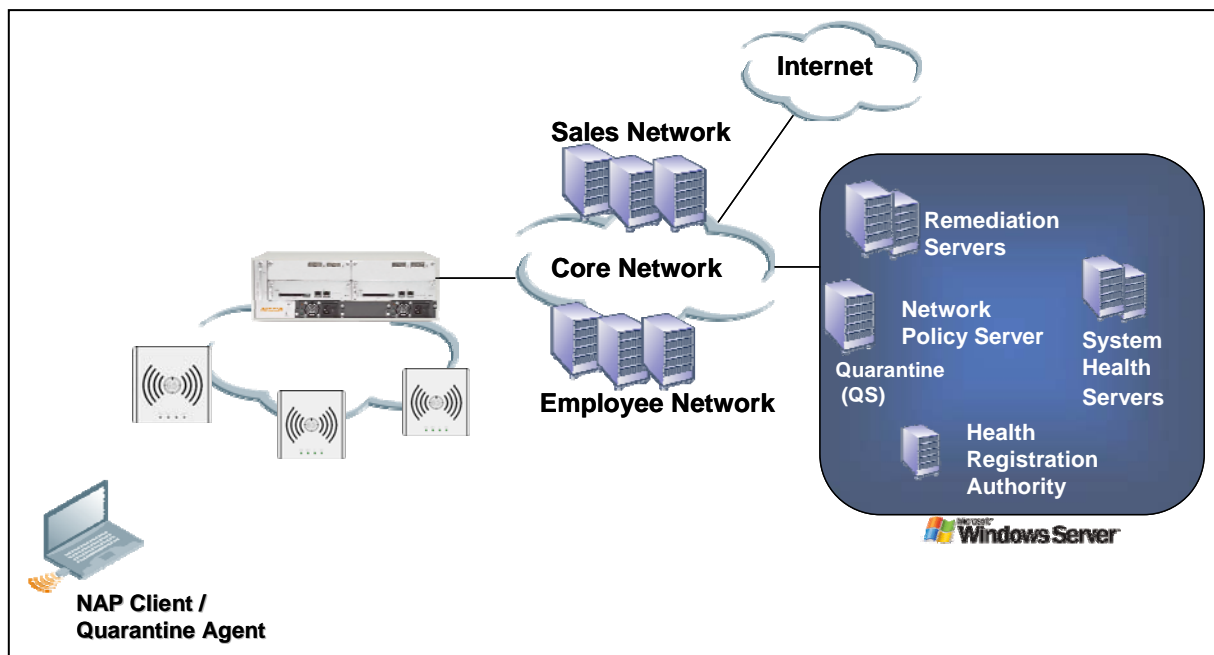 Internet
Sales Network
Core Network
Employee Network
Remediation
Servers
Network
Policy Server
Quarantine
(QS)
System
Health
Servers
Health
Registration
Authority
Microsoft
Windows Server
NAP Client /
Quarantine Agent